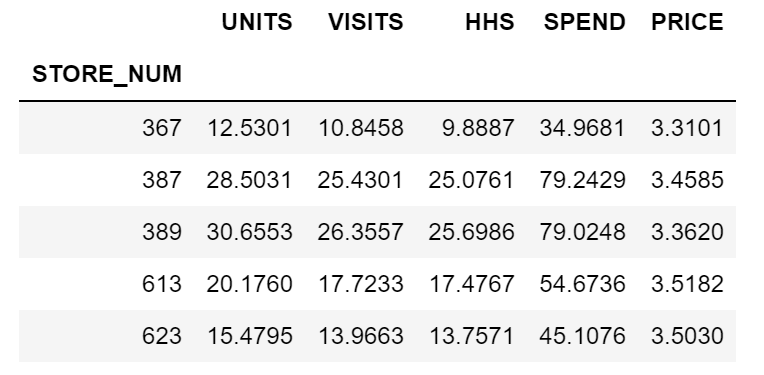 UNITS VISITS HHS SPEND PRICE
STORE_NUM
367 12.5301 10.8458 9.8887 34.9681 3.3101
387 28.5031 25.4301 25.0761 79.2429 3.4585
389 30.6553 26.3557 25.6986 79.0248 3.3620
613 20.1760 17.7233 17.4767 54.6736 3.5182
623 15.4795 13.9663 13.7571 45.1076 3.5030